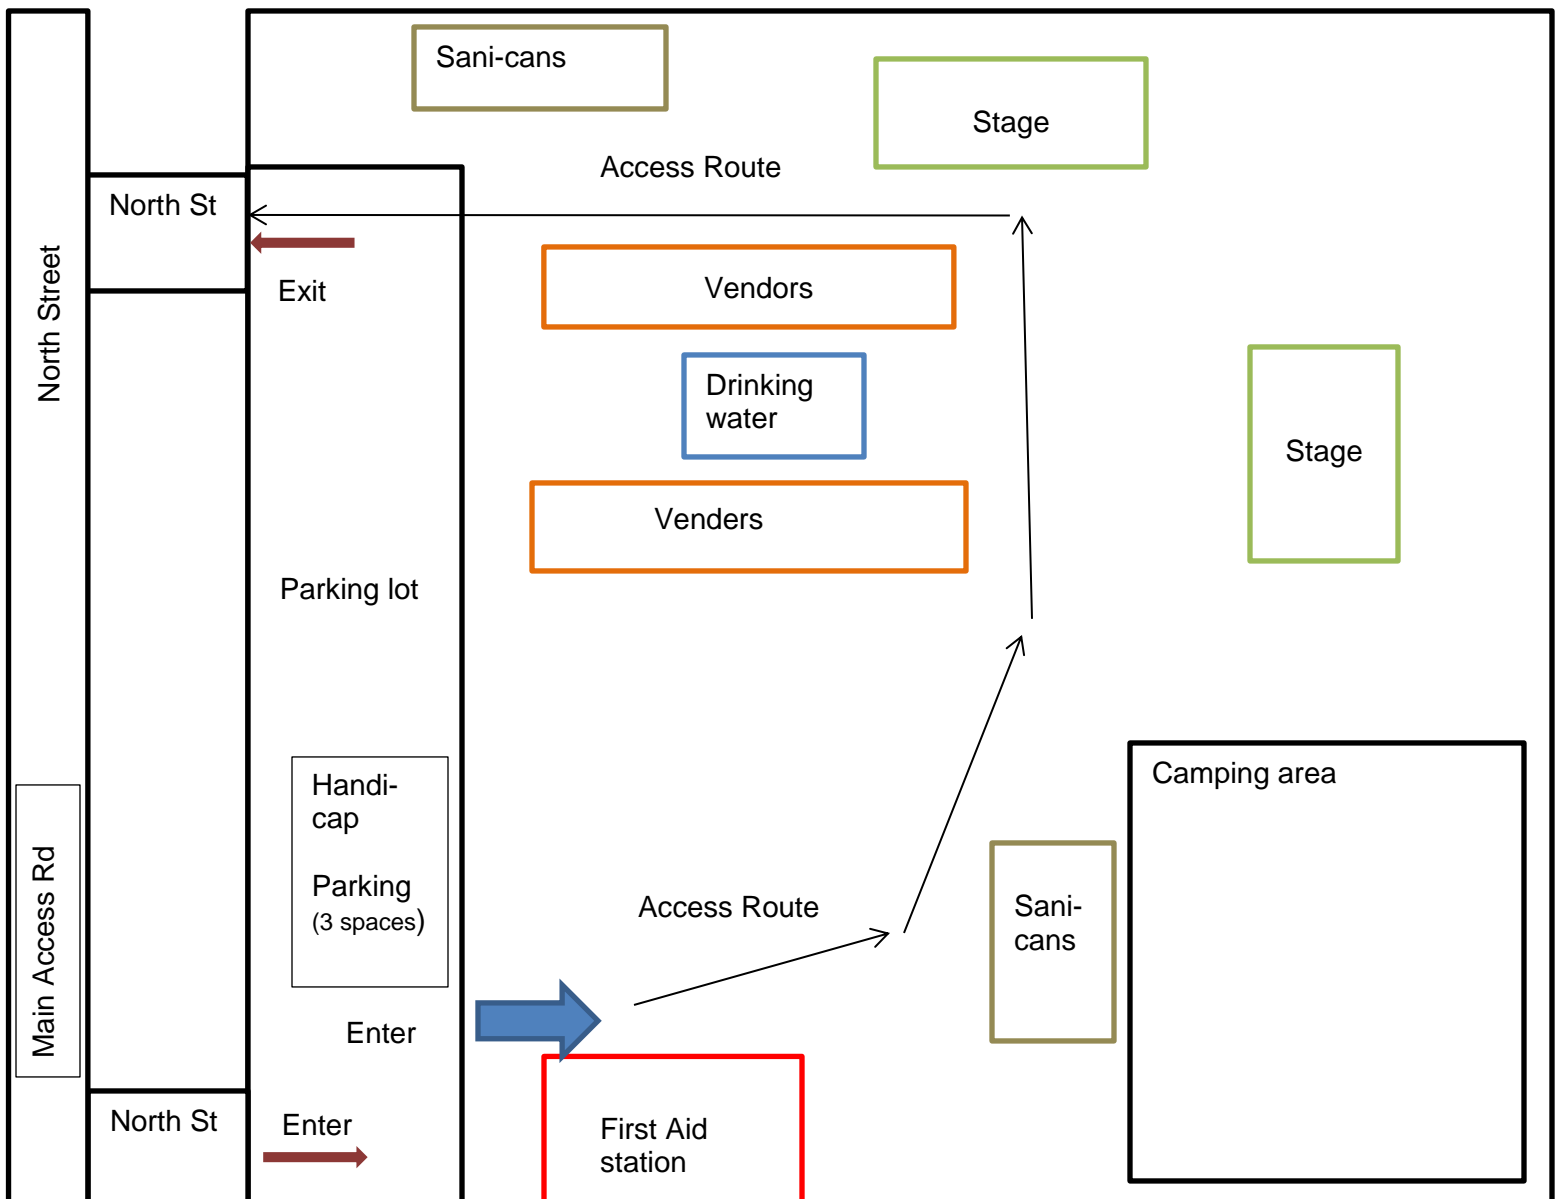 Sani-cans
Stage
Access Route
North St
North Street
Exit
Vendors
Drinking
water
Stage
Venders
Parking lot
Handi-
cap
Parking
(3 spaces)
Camping area
Main Access Rd
Access Route
Sani-
cans
Enter
North St
Enter
First Aid
station